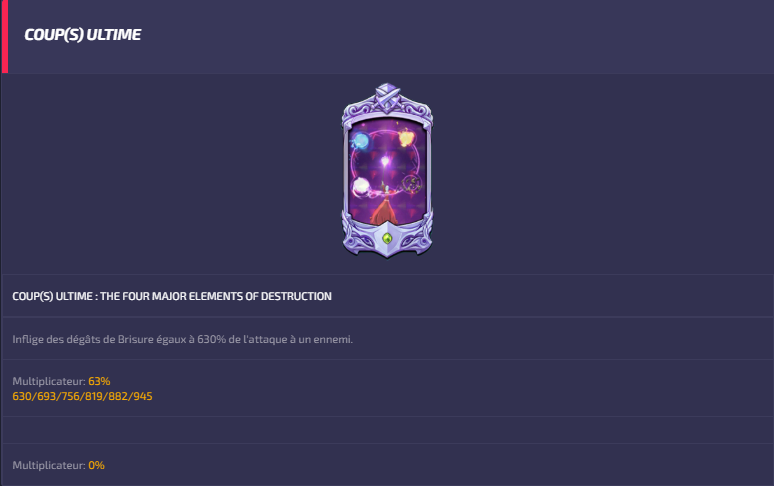 COUP(S) ULTIME
COUP(S) ULTIME : THE FOUR MAJOR ELEMENTS OF DESTRUCTION
Inflige des dégâts de Brisure égaux à 630% de l'attaque à un ennemi.
Multiplicateur: 63%
630/693/756/819/882/945
Multiplicateur: 0%